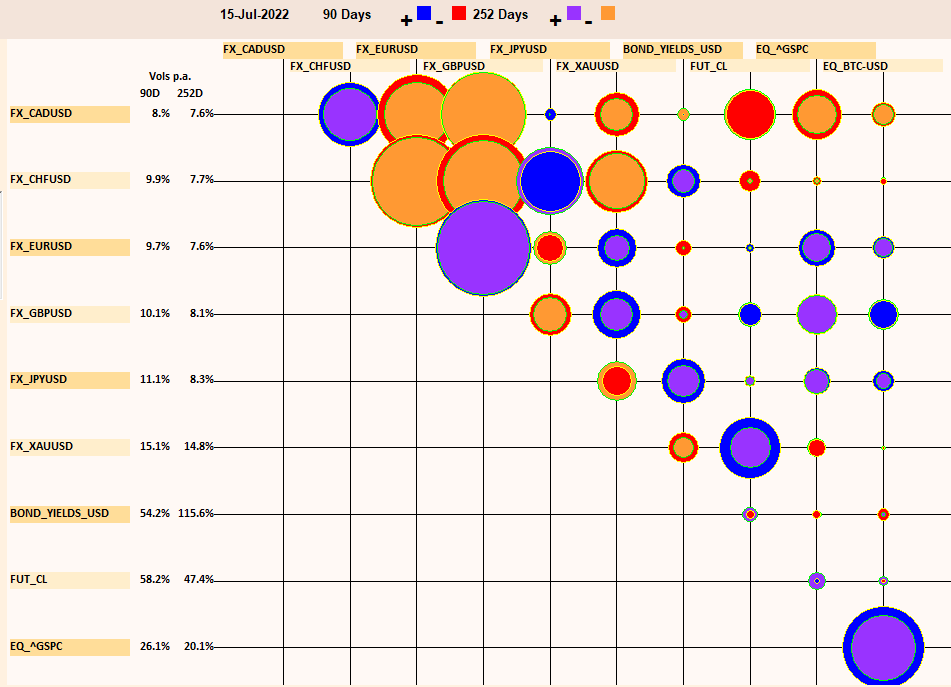 15-Jul-2022 90 Days + - 252 Days + -
FX_CADUSD FX_EURUSD FX_JPYUSD BOND_YIELDS_USD EQ_^GSPC
FX_CHFUSD FX_GBPUSD FX_XAUUSD FUT_CL EQ_BTC-USD
Vols p.a.
90D 252D
FX_CADUSD 8.% 7.6%
FX_CHFUSD 9.9% 7.7%
FX_EURUSD 9.7% 7.6%
FX_GBPUSD 10.1% 8.1%
FX_JPYUSD 11.1% 8.3%
FX_XAUUSD 15.1% 14.8%
BOND_YIELDS_USD 54.2% 115.6%
FUT_CL 58.2% 47.4%
EQ_^GSPC 26.1% 20.1%